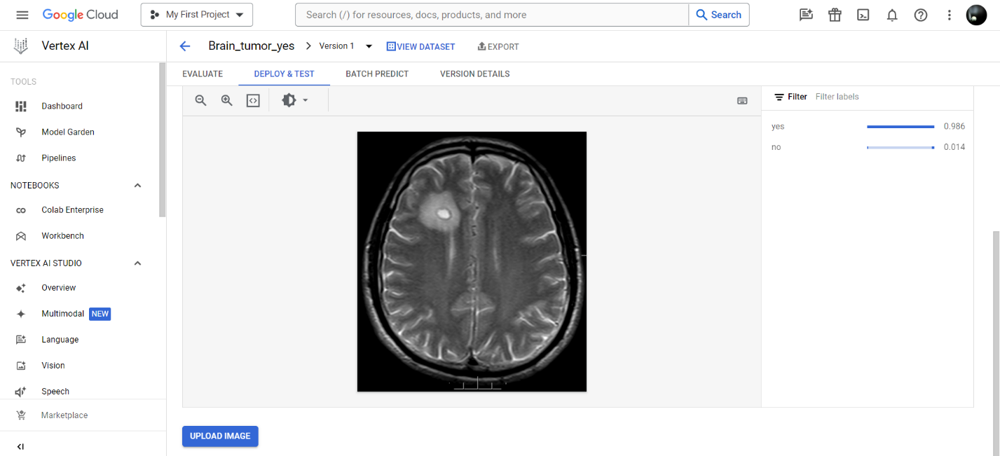 Google Cloud
My First Project
Search (/) for resources, docs, products, and more
Search
Vertex AI
Brain_tumor_yes
Version 1
VIEW DATASET
EXPORT
EVALUATE
DEPLOY & TEST
BATCH PREDICT
VERSION DETAILS
TOOLS
Dashboard
Model Garden
Pipelines
NOTEBOOKS
Colab Enterprise
Workbench
VERTEX AI STUDIO
Overview
Multimodal NEW
Language
Vision
Speech
Marketplace
Filter Filter labels
yes 0.986
no 0.014
UPLOAD IMAGE